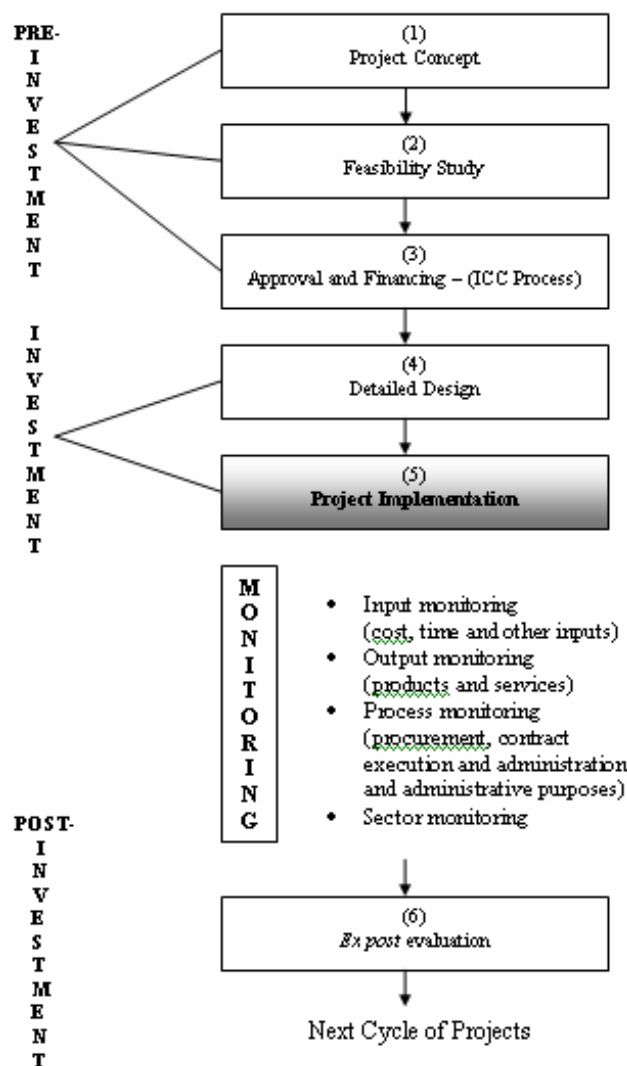 PRE-
I
N
V
E
S
T
M
E
N
T
(1)
Project Concept
(2)
Feasibility Study
(3)
Approval and Financing – (ICC Process)
I
N
V
E
S
T
M
E
N
T
(4)
Detailed Design
(5)
Project Implementation
M
O
N
I
T
O
R
I
N
G
• Input monitoring
(cost, time and other inputs)
• Output monitoring
(products and services)
• Process monitoring
(procurement, contract
execution and administration
and administrative purposes)
• Sector monitoring
POST-
I
N
V
E
S
T
M
E
N
T
(6)
Ex post evaluation
Next Cycle of Projects